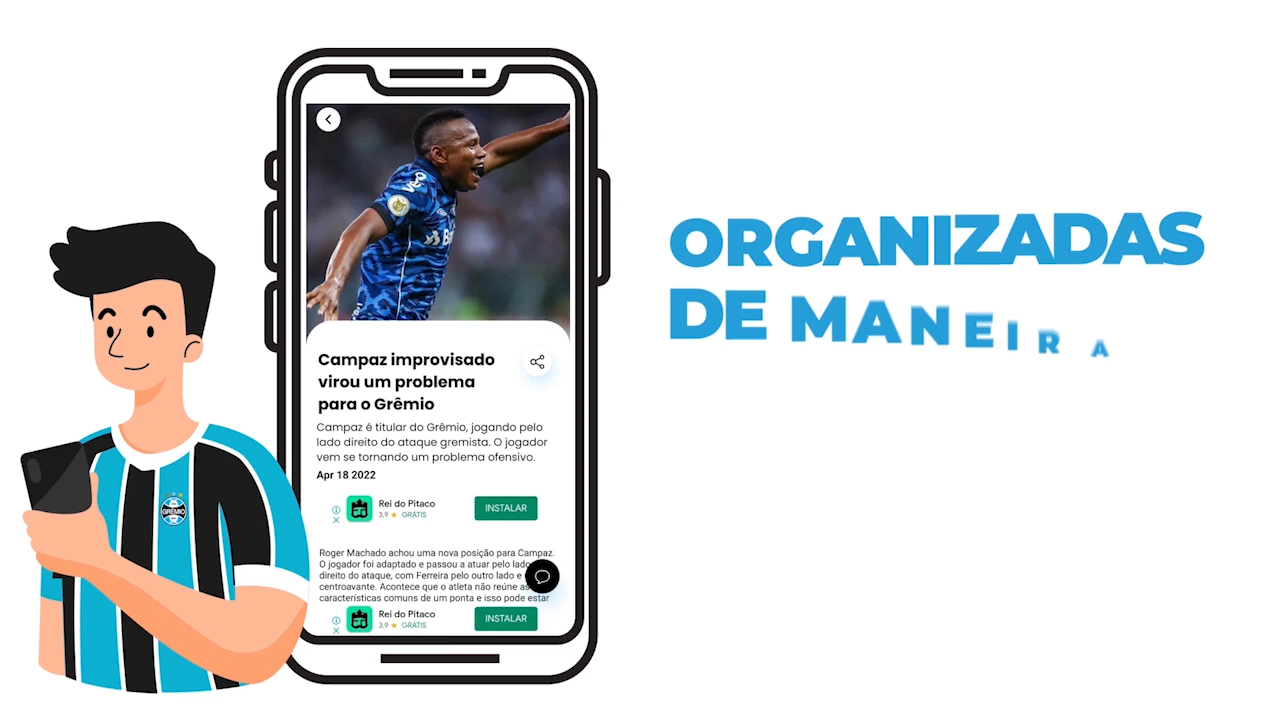 ORGANIZADAS
DE MANEIRA
Campaz improvisado
virou um problema
para o Grêmio
Campaz é titular do Grêmio, jogando pelo
lado direito do ataque gremista. O jogador
vem se tornando um problema ofensivo.
Apr 18 2022
Rei do Pitaco
3.9 ★ GRÁTIS
INSTALAR
Roger Machado achou uma nova posição para Campaz.
O jogador foi adaptado e passou a atuar pelo lado
direito do ataque, com Ferreira pelo outro lado e
centroavante. Acontece que o atleta não reúne as
características comuns de um ponta e isso pode estar
Rei do Pitaco
3.9 ★ GRÁTIS
INSTALAR
GRÊMIO